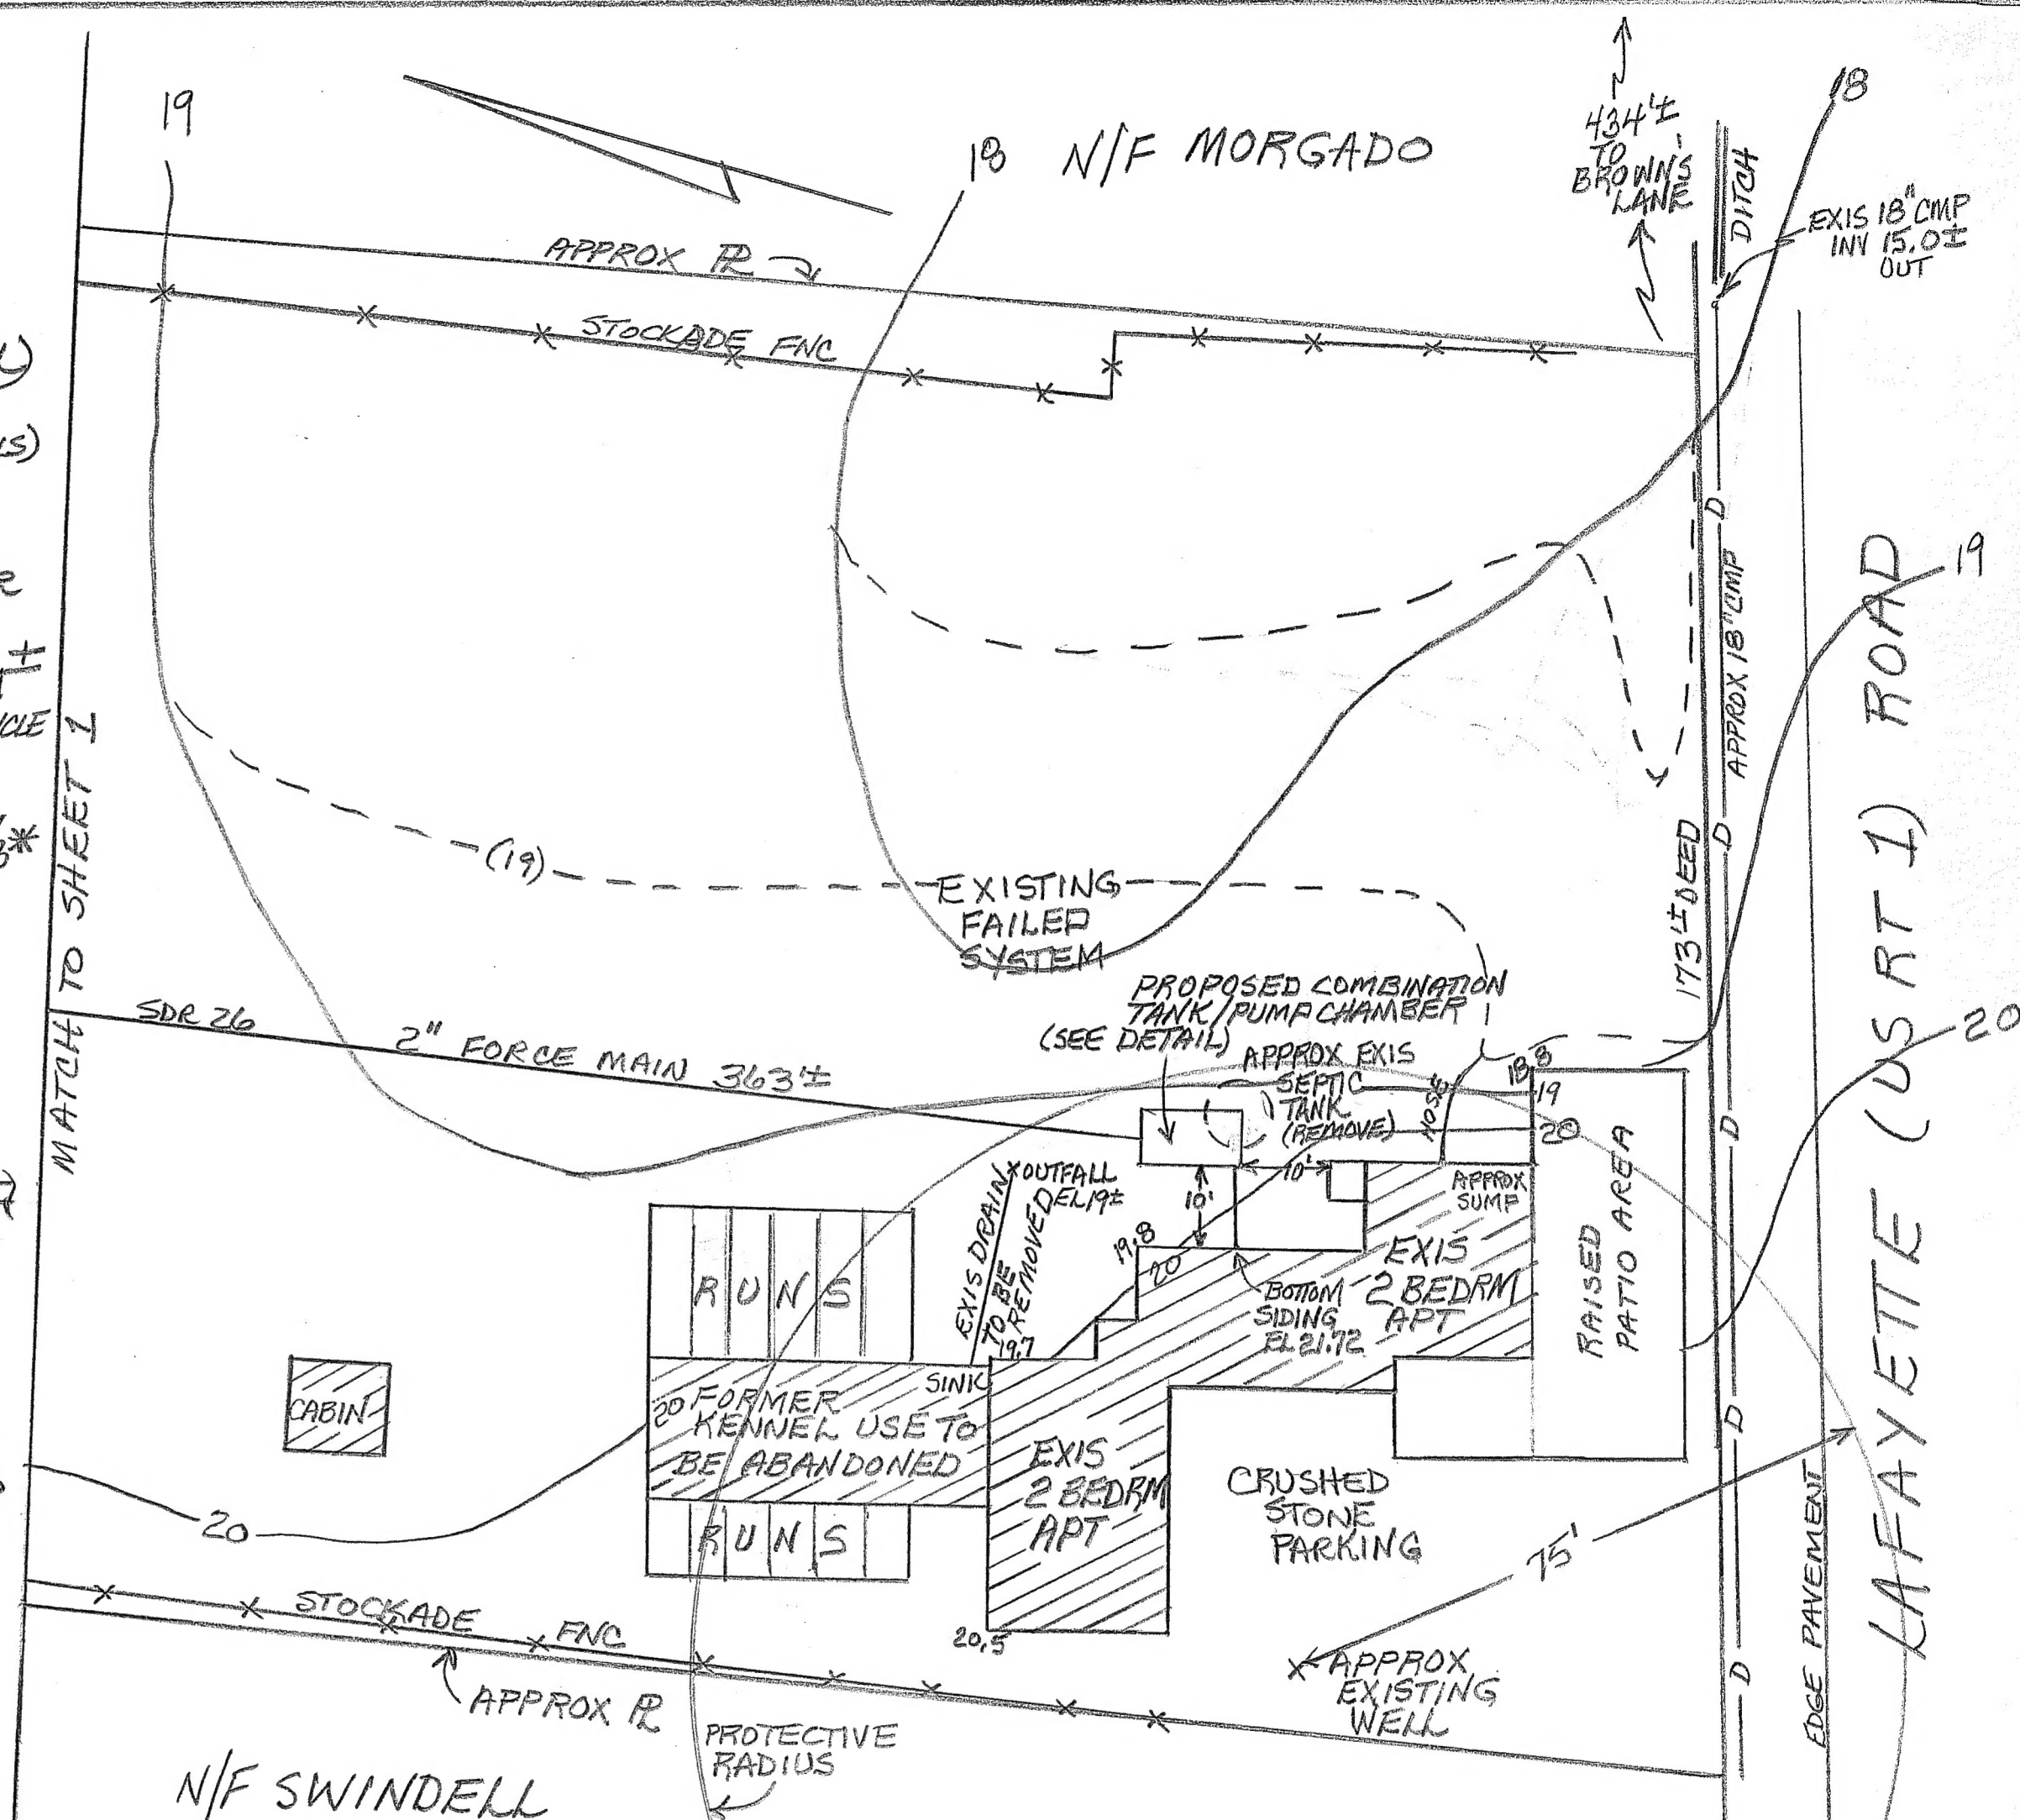 19
18
N/F MORGADO
434'±
TO
BROWN'S
LANE
18
DITCH
EXIS 18" CMP
INV 15.0±
OUT
APPROX PL
STOCKADE FNC
D
APPROX 18" CMP
19
LAFAYETTE (US RT 1) ROAD
MATCH TO SHEET 1
(19)
EXISTING
FAILED
SYSTEM
173'± DEED
D
20
PROPOSED COMBINATION
TANK/PUMP CHAMBER
(SEE DETAIL)
SDR 26
2" FORCE MAIN 363'±
APPROX EXIS
SEPTIC
TANK
(REMOVE)
HOSE
18.8
19
20
D
OUTFALL
EL 19±
EXIS DRAIN
TO BE
REMOVED
10'
10'
APPROX
SUMP
RAISED
PATIO AREA
19.8
20
BOTTOM
SIDING
EL 21.72
EXIS
2 BEDRM
APT
RUNS
19.7
SINK
CABIN
20 FORMER
KENNEL USE TO
BE ABANDONED
EXIS
2 BEDRM
APT
CRUSHED
STONE
PARKING
D
20
RUNS
75'
EDGE PAVEMENT
STOCKADE FNC
20.5
APPROX
EXISTING
WELL
D
APPROX PL
PROTECTIVE
RADIUS
N/F SWINDELL